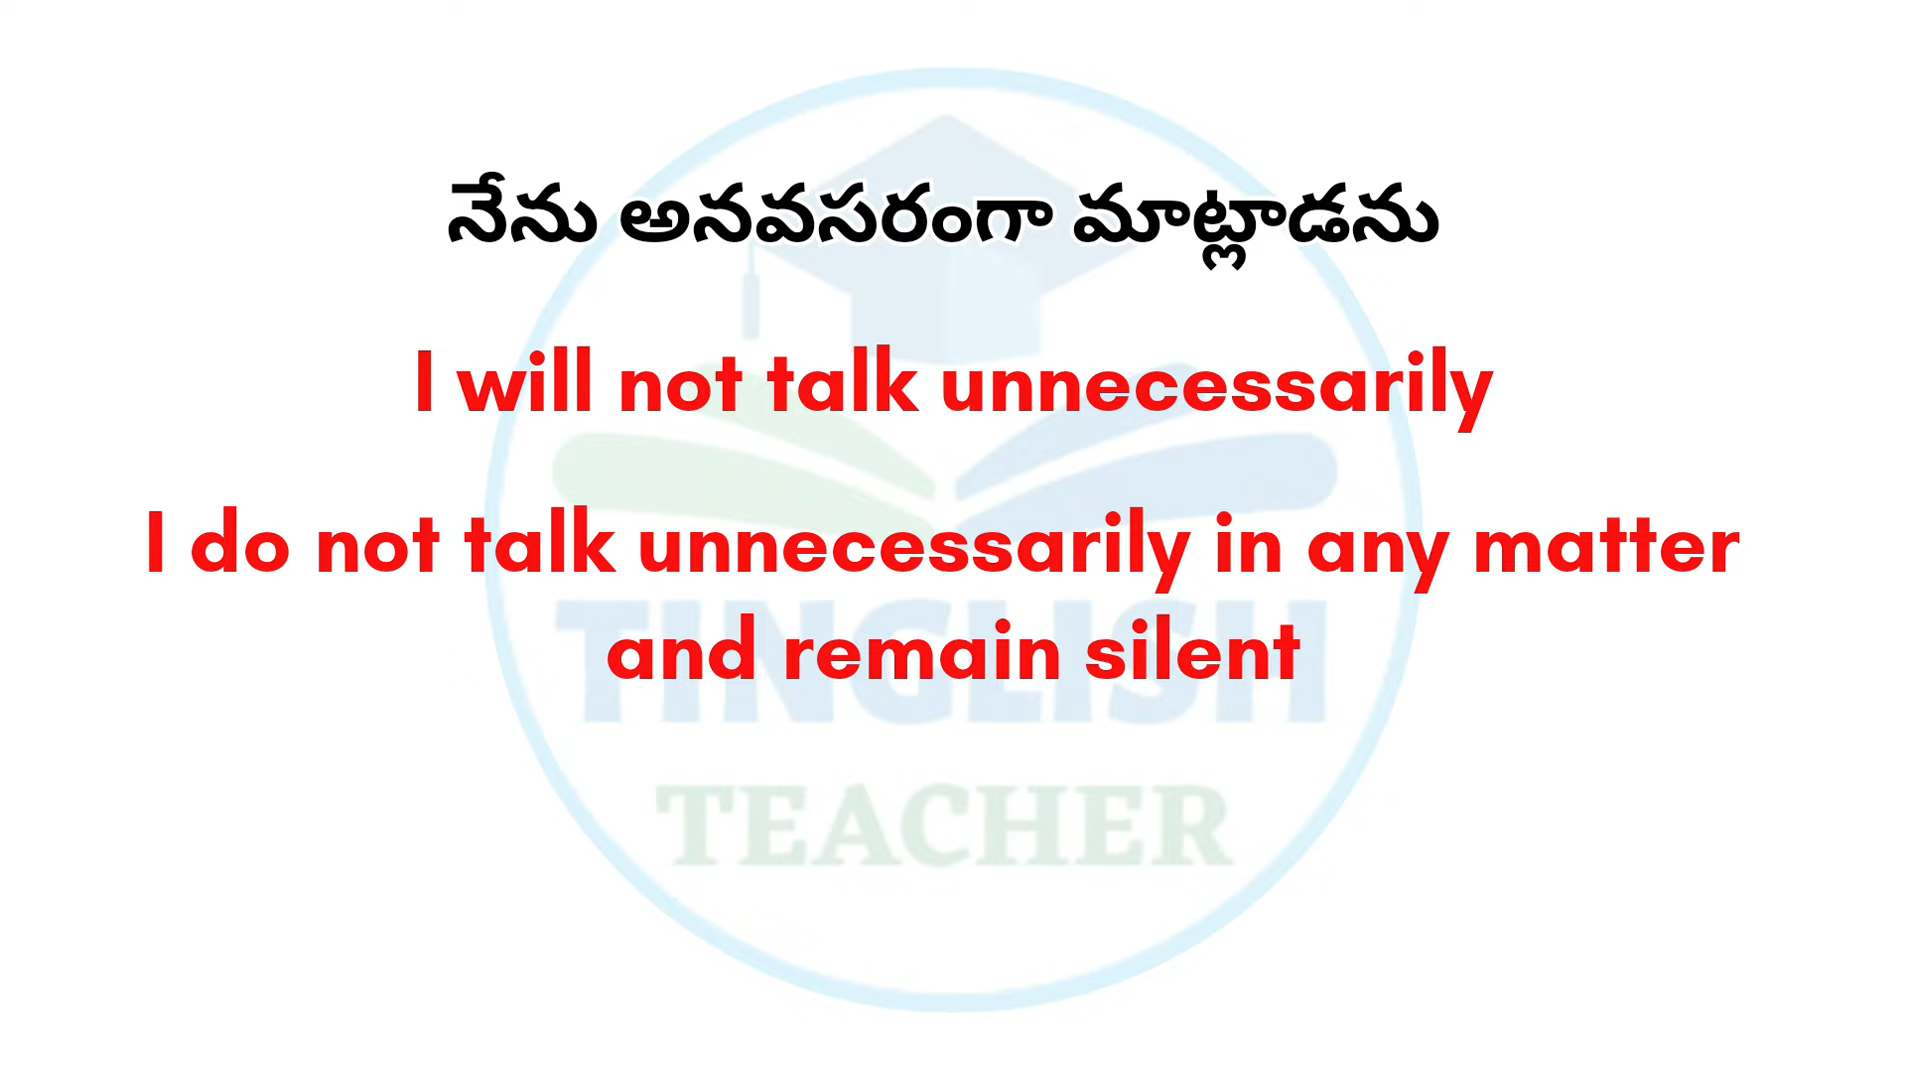 నేను అనవసరంగా మాట్లాడను
I will not talk unnecessarily
I do not talk unnecessarily in any matter
and remain silent
TINGLISH
TEACHER